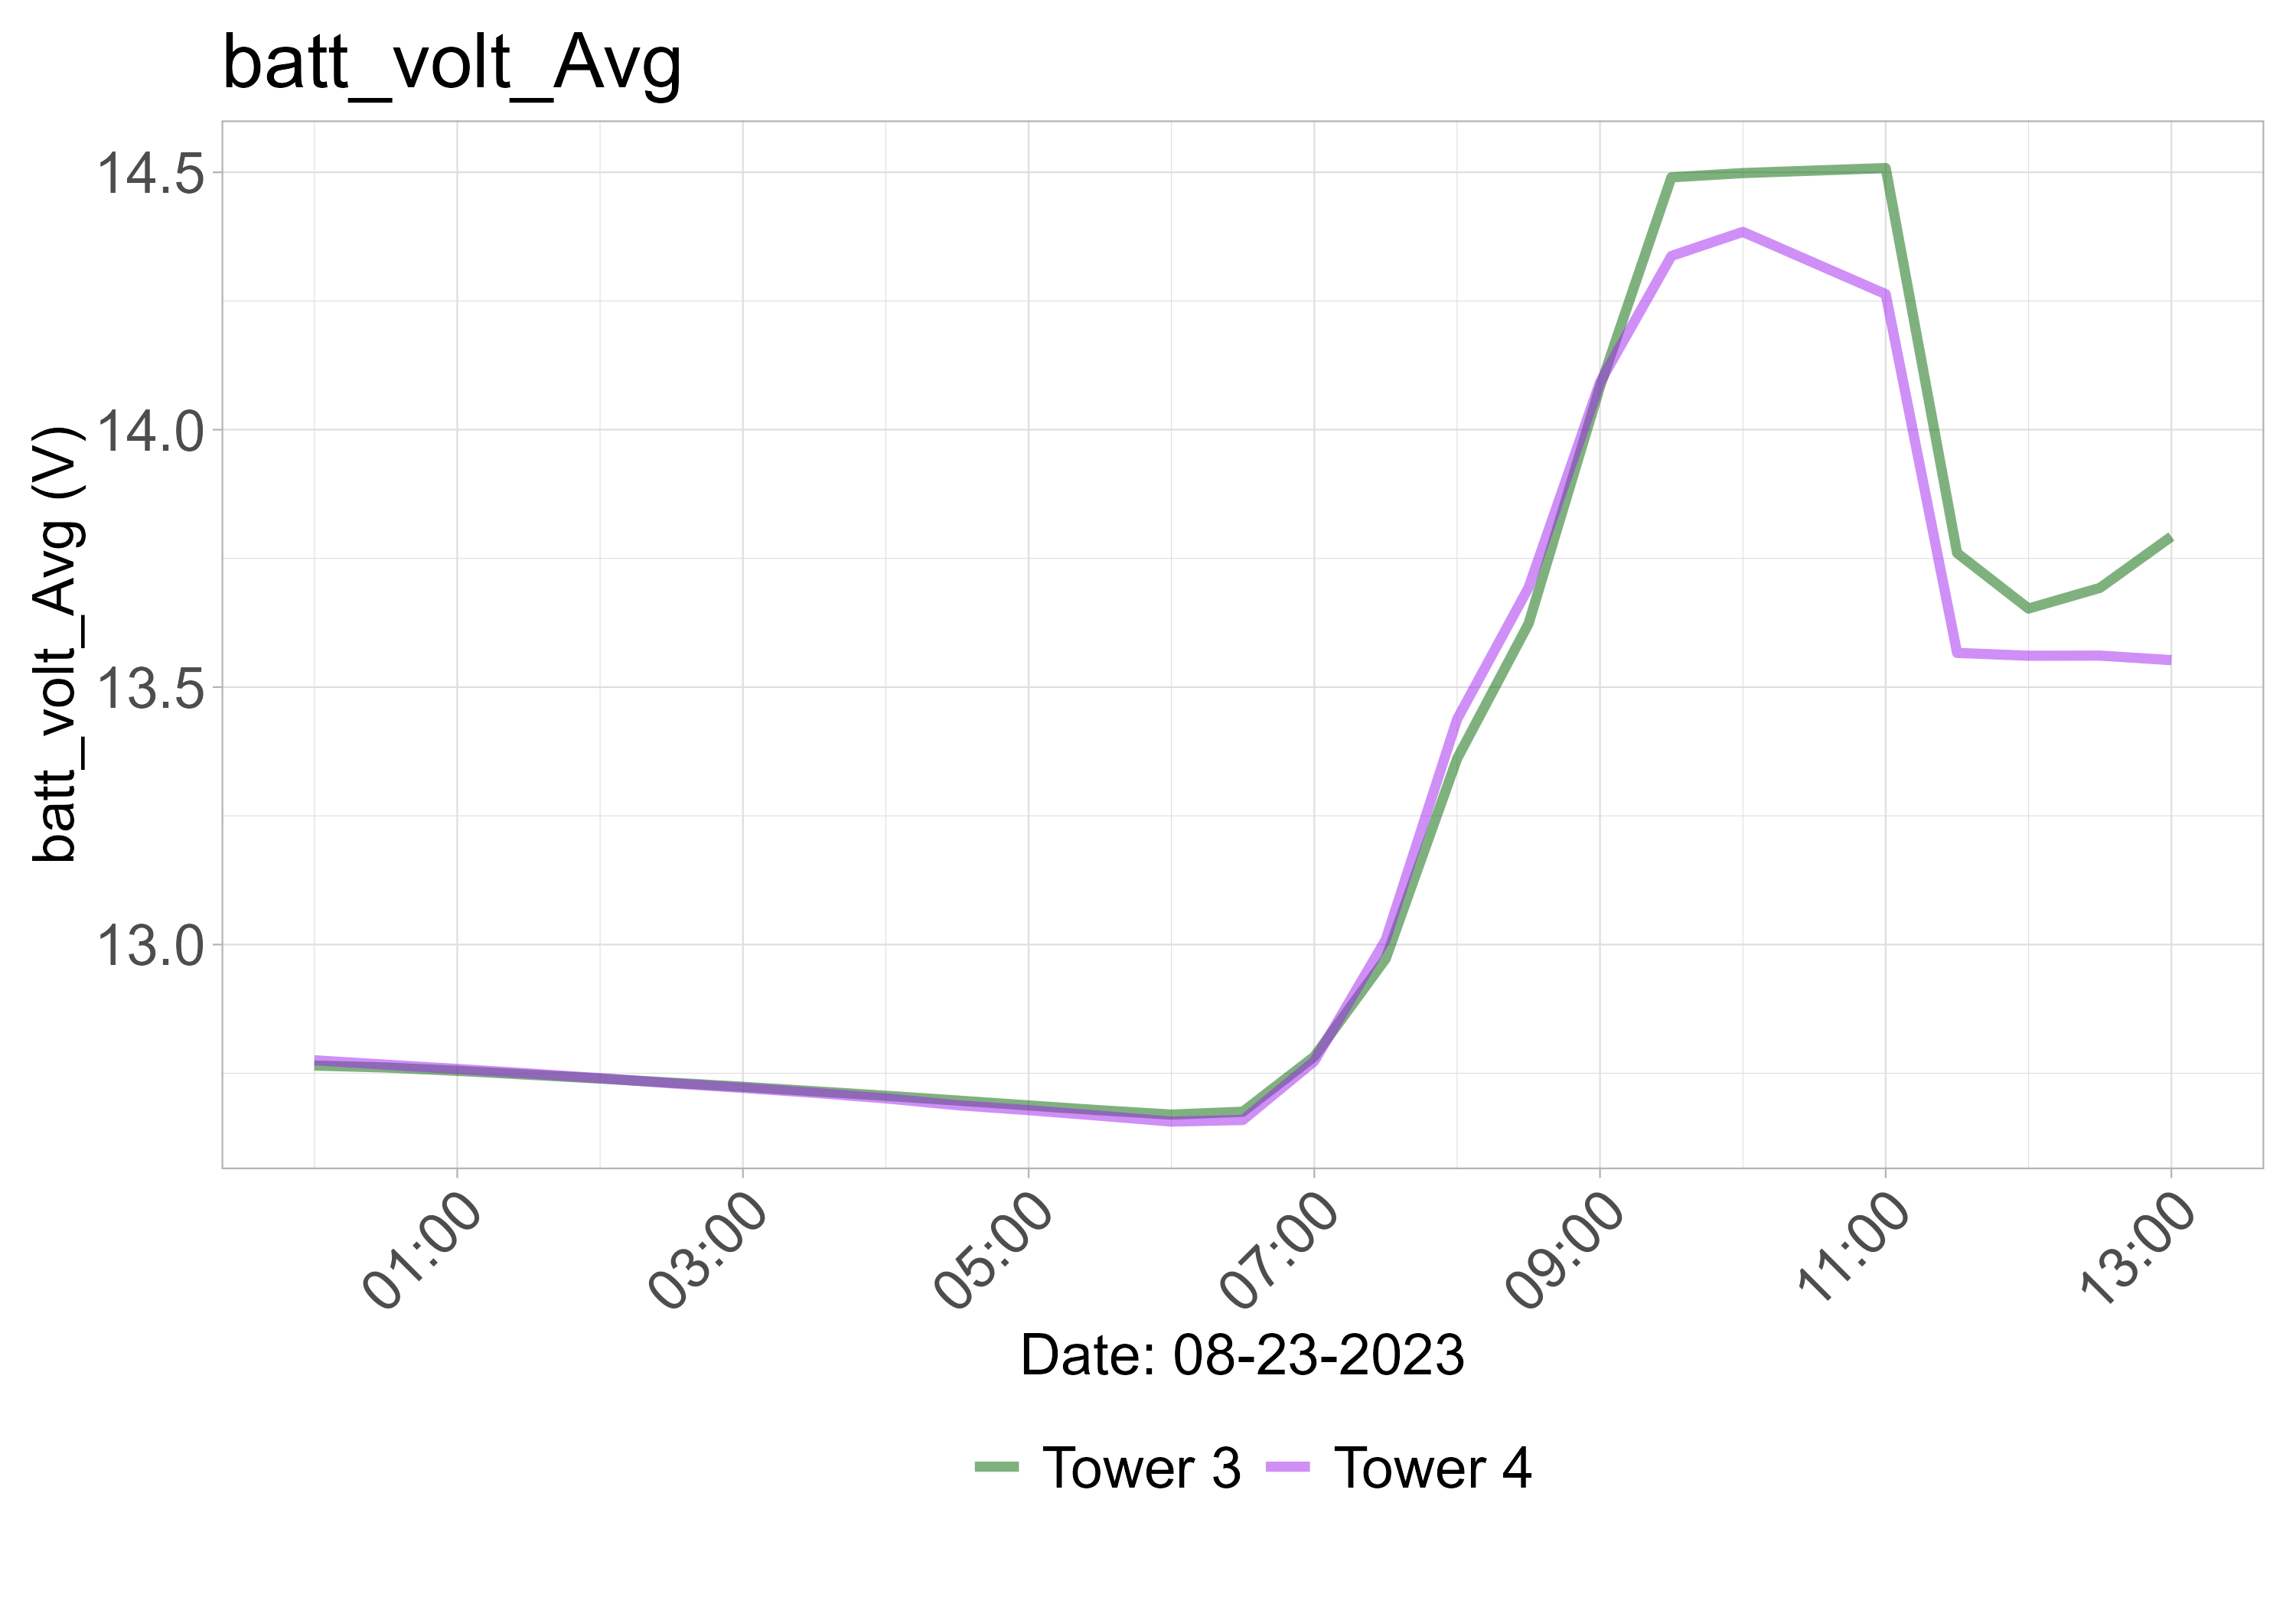 batt_volt_Avg
batt_volt_Avg (V)
14.5
14.0
13.5
13.0
01:00
03:00
05:00
07:00
09:00
11:00
13:00
Date: 08-23-2023
Tower 3
Tower 4